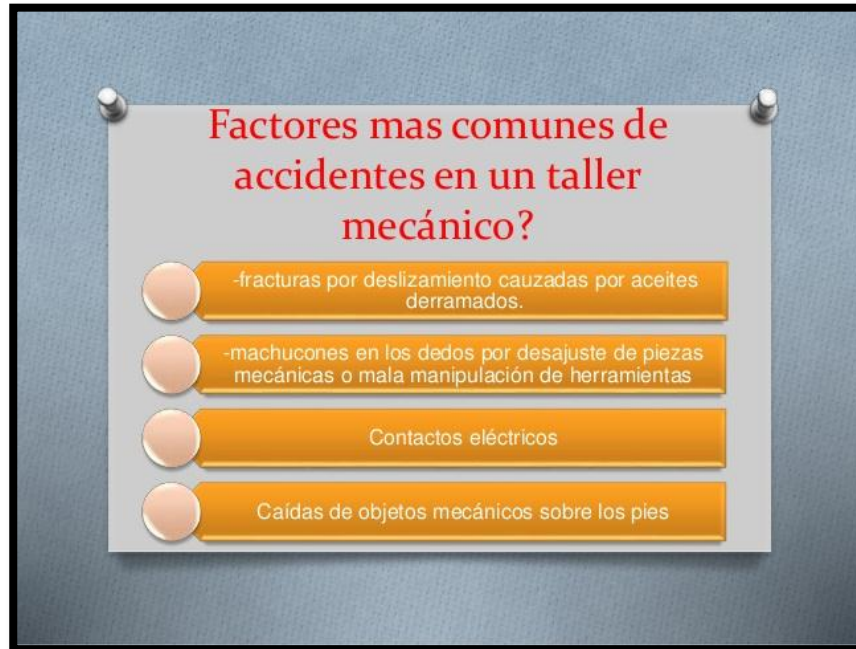 Factores mas comunes de
accidentes en un taller
mecánico?
-fracturas por deslizamiento cauzadas por aceites
derramados.
-machucones en los dedos por desajuste de piezas
mecánicas o mala manipulación de herramientas
Contactos eléctricos
Caídas de objetos mecánicos sobre los pies